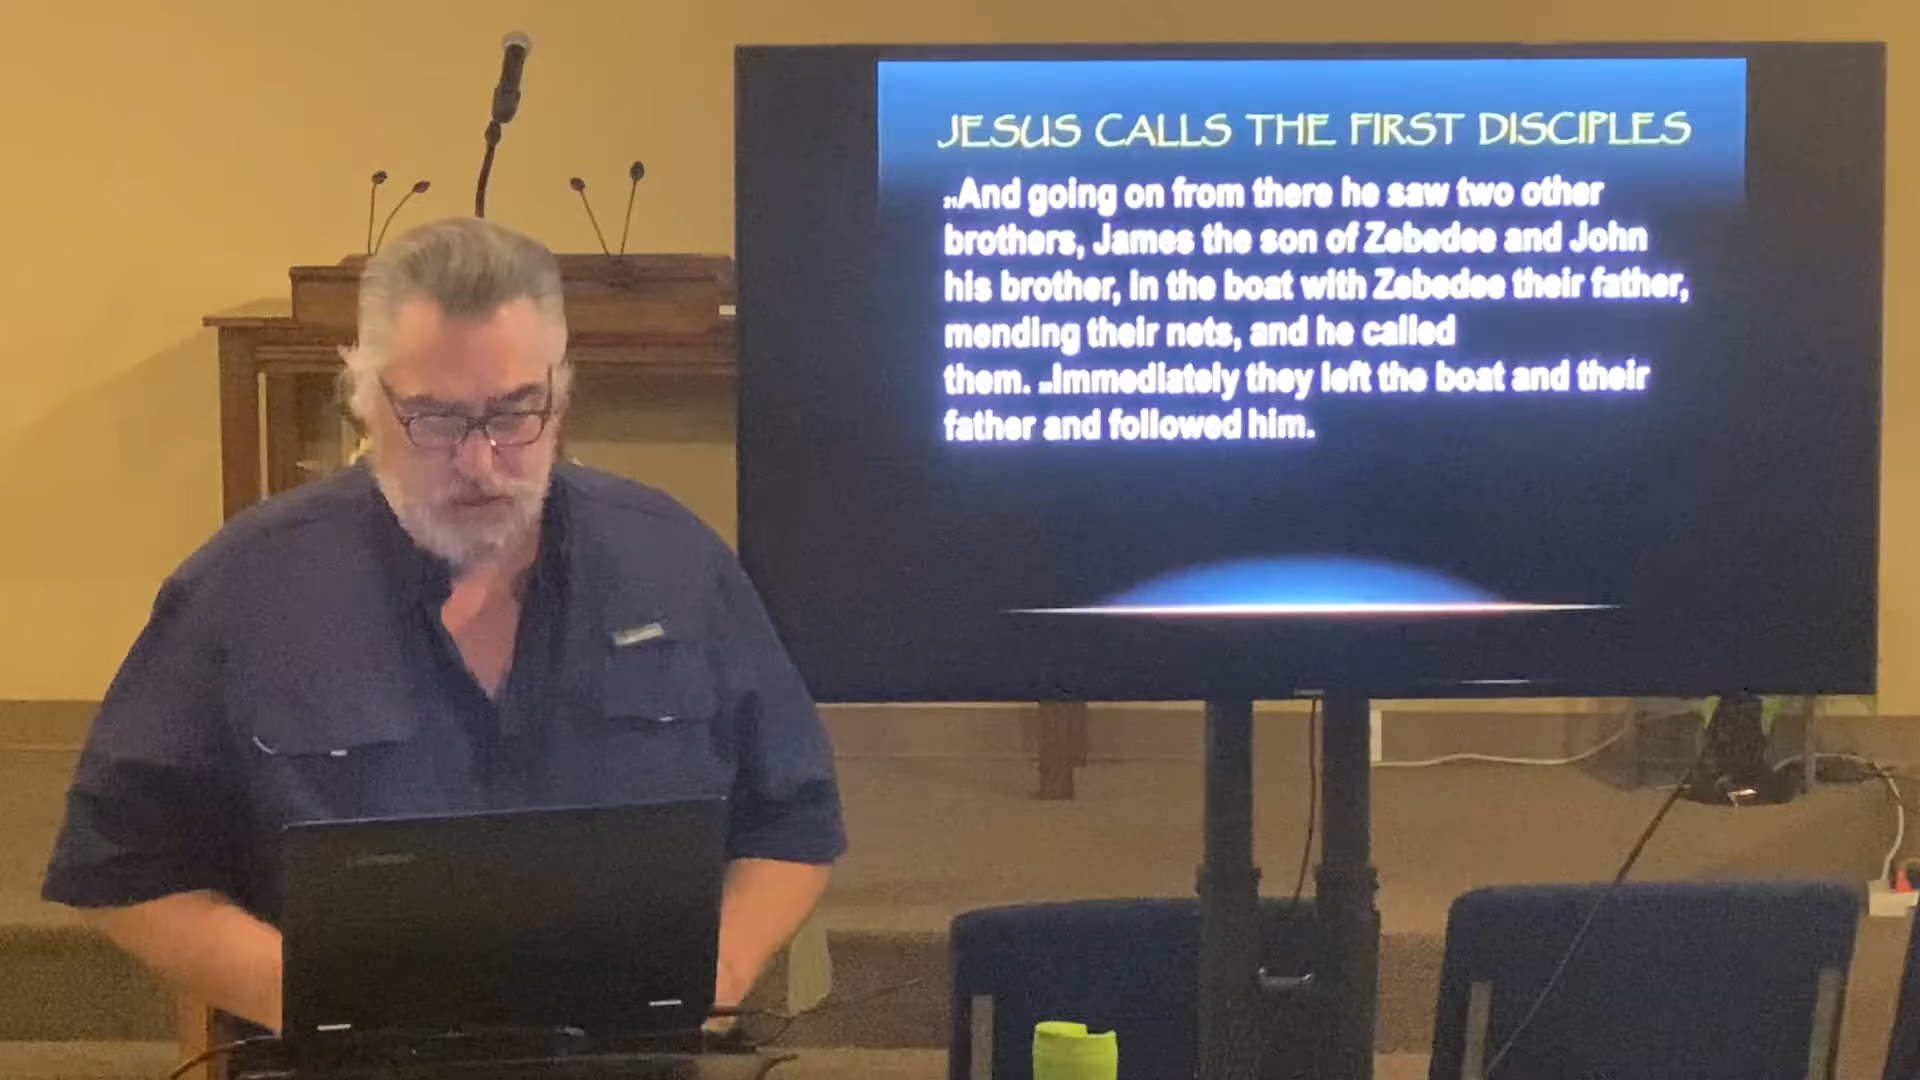 JESUS CALLS THE FIRST DISCIPLES
21And going on from there he saw two other
brothers, James the son of Zebedee and John
his brother, in the boat with Zebedee their father,
mending their nets, and he called
them. 22Immediately they left the boat and their
father and followed him.